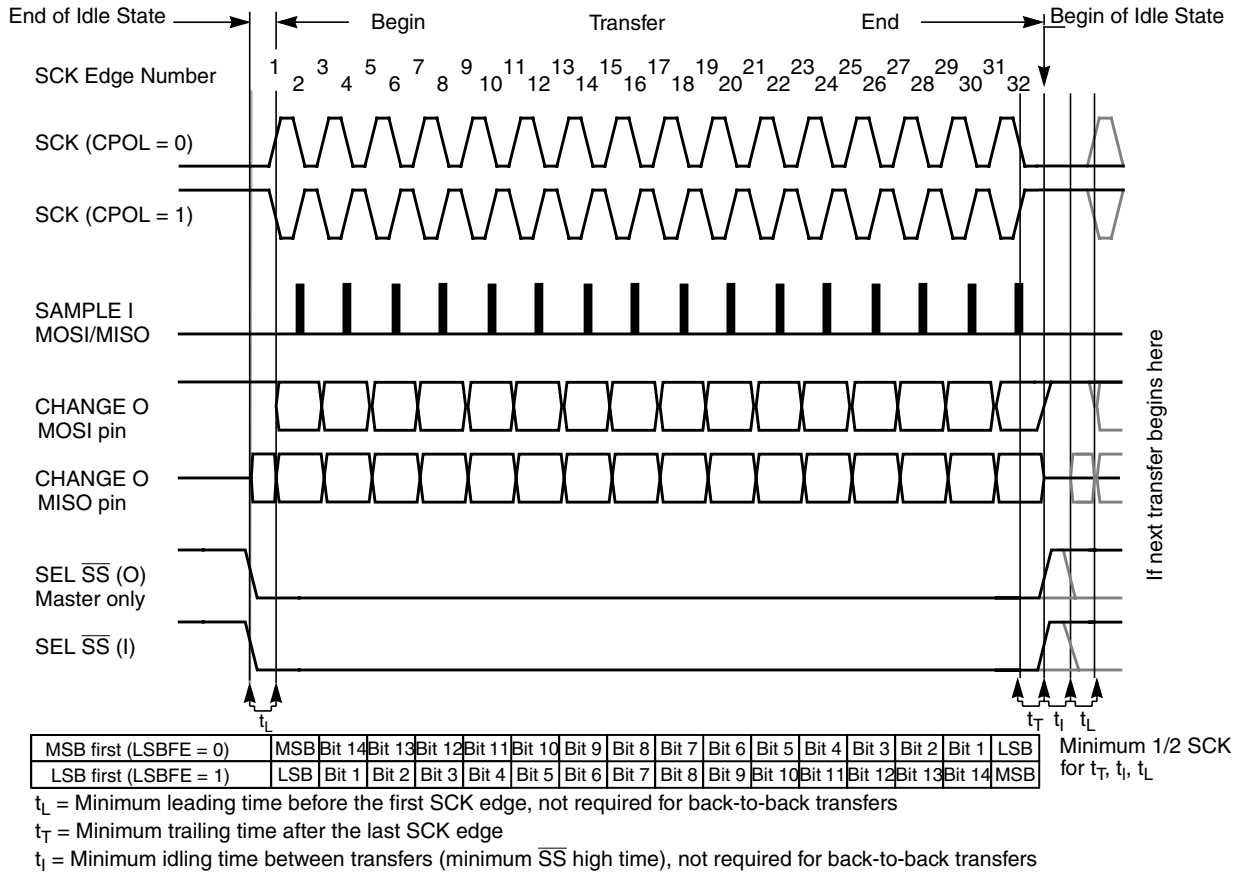 End of Idle State
Begin
Transfer
End
Begin of Idle State
SCK Edge Number
1 2 3 4 5 6 7 8 9 10 11 12 13 14 15 16 17 18 19 20 21 22 23 24 25 26 27 28 29 30 31 32
SCK (CPOL = 0)
SCK (CPOL = 1)
SAMPLE I
MOSI/MISO
CHANGE O
MOSI pin
CHANGE O
MISO pin
SEL S̅S̅ (O)
Master only
SEL S̅S̅ (I)
If next transfer begins here
tL
tT tI tL
MSB first (LSBFE = 0) MSB Bit 14 Bit 13 Bit 12 Bit 11 Bit 10 Bit 9 Bit 8 Bit 7 Bit 6 Bit 5 Bit 4 Bit 3 Bit 2 Bit 1 LSB
LSB first (LSBFE = 1) LSB Bit 1 Bit 2 Bit 3 Bit 4 Bit 5 Bit 6 Bit 7 Bit 8 Bit 9 Bit 10 Bit 11 Bit 12 Bit 13 Bit 14 MSB
Minimum 1/2 SCK
for tT, tI, tL
tL = Minimum leading time before the first SCK edge, not required for back-to-back transfers
tT = Minimum trailing time after the last SCK edge
tI = Minimum idling time between transfers (minimum S̅S̅ high time), not required for back-to-back transfers